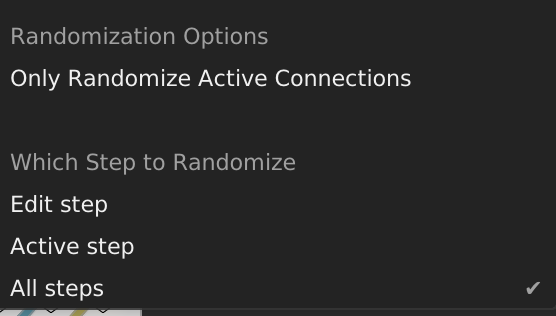 Randomization Options
Only Randomize Active Connections
Which Step to Randomize
Edit step
Active step
All steps ✔